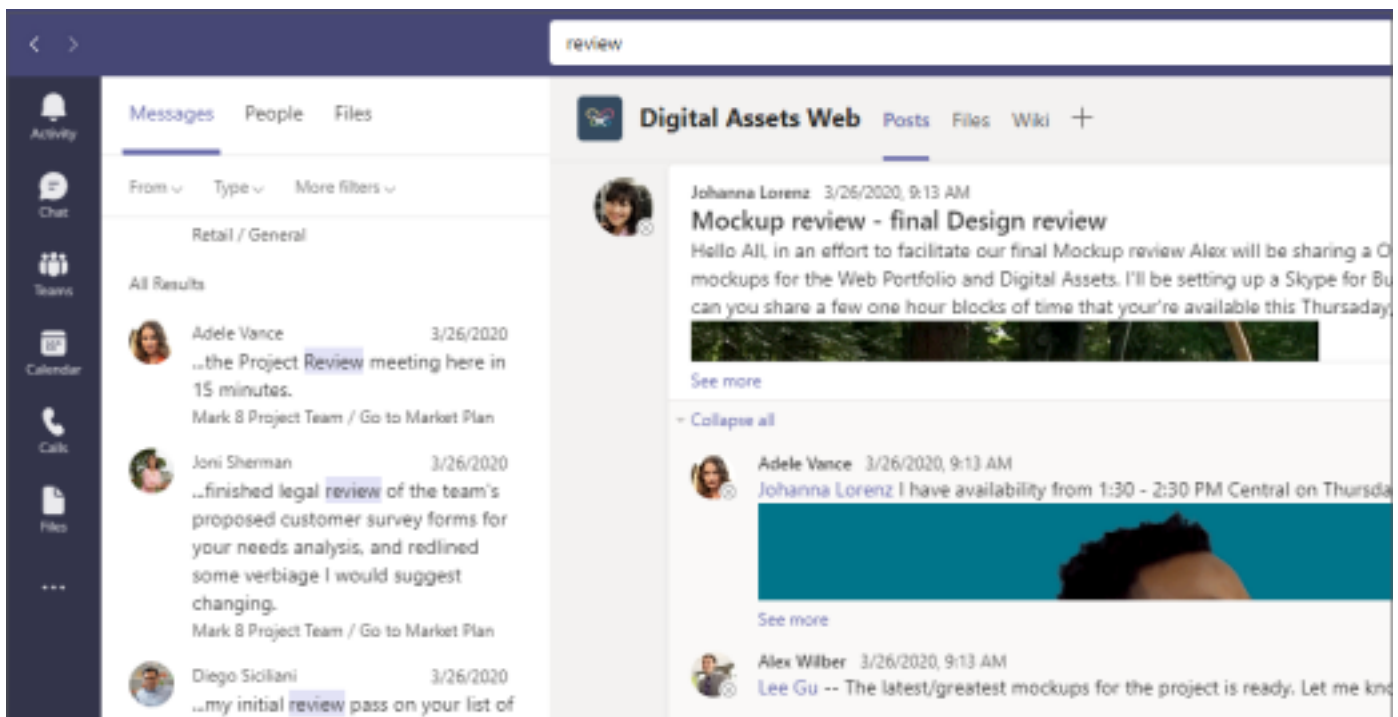 review
Activity
Chat
Teams
Calendar
Calls
Files
Messages People Files
From Type More filters
Retail / General
All Results
Adele Vance 3/26/2020
...the Project Review meeting here in
15 minutes.
Mark 8 Project Team / Go to Market Plan
Joni Sherman 3/26/2020
...finished legal review of the team's
proposed customer survey forms for
your needs analysis, and redlined
some verbiage I would suggest
changing.
Mark 8 Project Team / Go to Market Plan
Diego Siciliani 3/26/2020
...my initial review pass on your list of
Digital Assets Web Posts Files Wiki +
Johanna Lorenz 3/26/2020, 9:13 AM
Mockup review - final Design review
Hello All, in an effort to facilitate our final Mockup review Alex will be sharing a O
mockups for the Web Portfolio and Digital Assets. I'll be setting up a Skype for Bu
can you share a few one hour blocks of time that your're available this Thursday,
See more
Collapse all
Adele Vance 3/26/2020, 9:13 AM
Johanna Lorenz I have availability from 1:30 - 2:30 PM Central on Thursda
See more
Alex Wilber 3/26/2020, 9:13 AM
Lee Gu -- The latest/greatest mockups for the project is ready. Let me kno